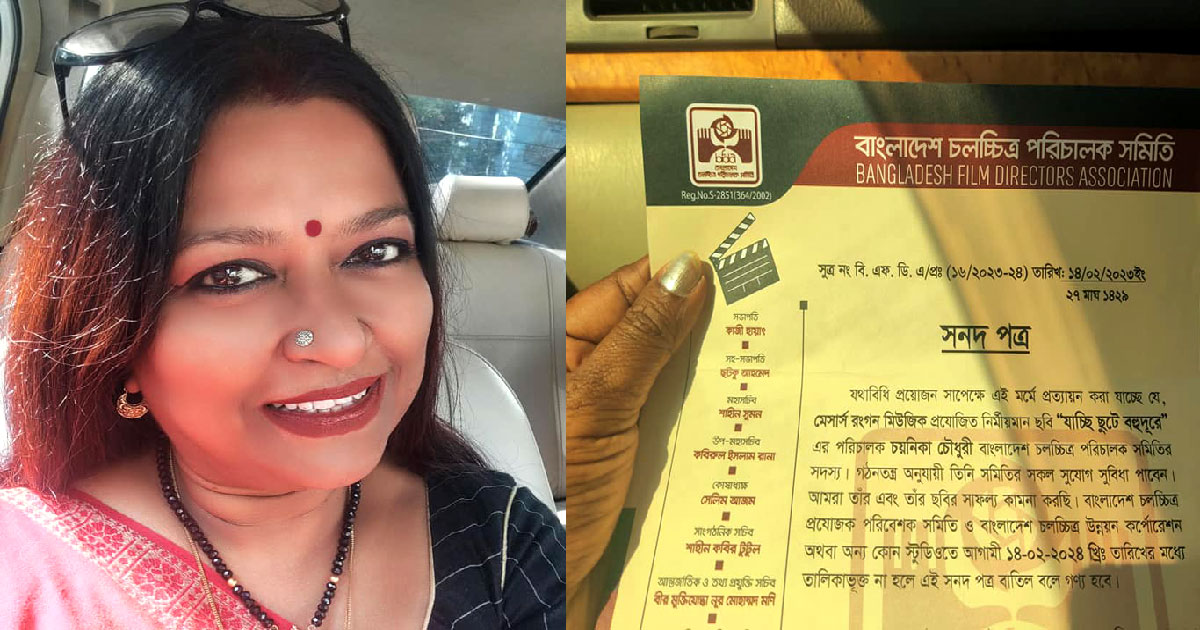 বাংলাদেশ চলচ্চিত্র পরিচালক সমিতি
BANGLADESH FILM DIRECTORS ASSOCIATION
Reg.No.S-2851(364/2002)
সূত্র নং বি. এফ. ডি. এ/প্রঃ (১৬/২০২৩-২৪) তারিখ: ১৪/০২/২০২৩ইং
২৭ মাঘ ১৪২৯
সনদ পত্র
যথাবিধি প্রয়োজন সাপেক্ষে এই মর্মে প্রত্যায়ন করা যাচ্ছে যে,
মেসার্স রংগন মিউজিক প্রযোজিত নির্মীয়মান ছবি "যাচ্ছি ছুটে বহুদূরে"
এর পরিচালক চয়নিকা চৌধুরী বাংলাদেশ চলচ্চিত্র পরিচালক সমিতির
সদস্য। গঠনতন্ত্র অনুযায়ী তিনি সমিতির সকল সুযোগ সুবিধা পাবেন।
আমরা তাঁর এবং তাঁর ছবির সাফল্য কামনা করছি। বাংলাদেশ চলচ্চিত্র
প্রযোজক পরিবেশক সমিতি ও বাংলাদেশ চলচ্চিত্র উন্নয়ন কর্পোরেশন
অথবা অন্য কোন স্টুডিওতে আগামী ১৪-০২-২০২৪ খ্রিঃ তারিখের মধ্যে
তালিকাভূক্ত না হলে এই সনদ পত্র বাতিল বলে গণ্য হবে।
সভাপতি
কাজী হায়াৎ
সহ-সভাপতি
ছটকু আহমেদ
মহাসচিব
শাহীন সুমন
উপ-মহাসচিব
কবিরুল ইসলাম রানা
কোষাধ্যক্ষ
সেলিম আজম
সাংগঠনিক সচিব
শাহীন কবির টুটুল
আন্তর্জাতিক ও তথ্য প্রযুক্তি সচিব
বীর মুক্তিযোদ্ধা নূর মোহাম্মদ মনি